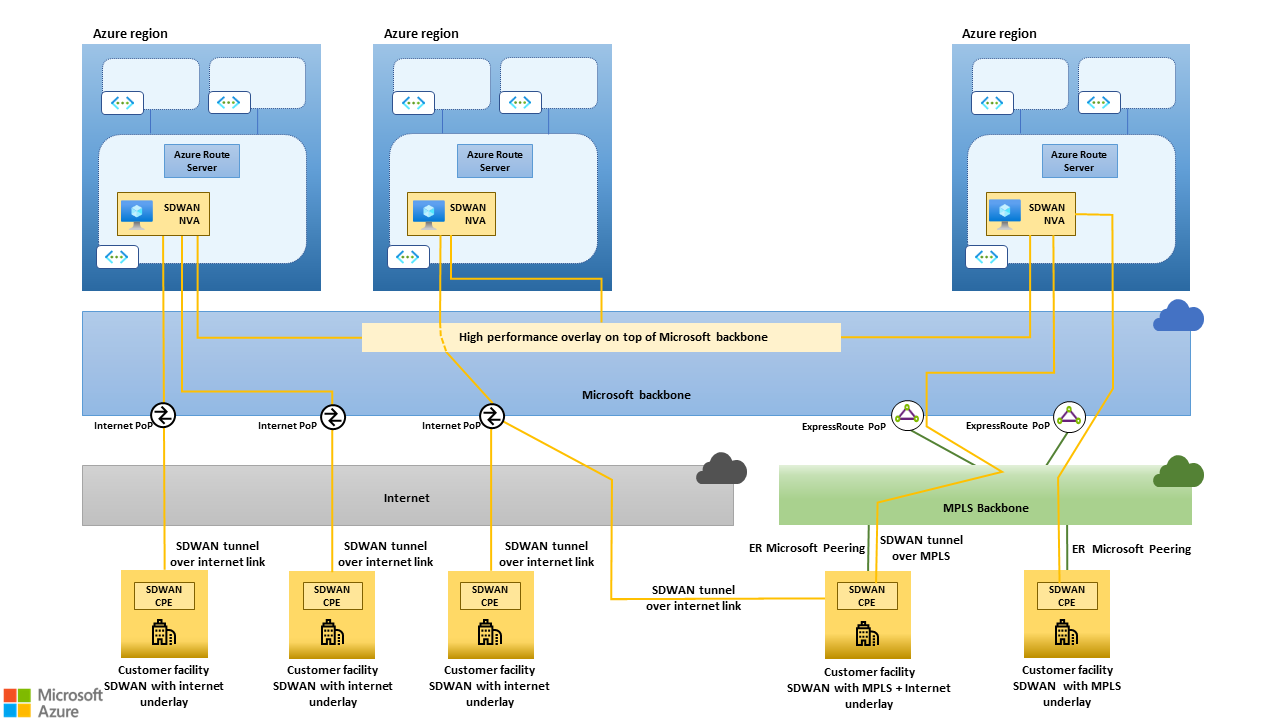 Azure region
Azure region
Azure region
Azure Route
Server
Azure Route
Server
Azure Route
Server
SDWAN
NVA
SDWAN
NVA
SDWAN
NVA
High performance overlay on top of Microsoft backbone
Microsoft backbone
Internet PoP
Internet PoP
Internet PoP
ExpressRoute PoP
ExpressRoute PoP
Internet
MPLS Backbone
SDWAN tunnel
over internet link
SDWAN tunnel
over internet link
SDWAN tunnel
over internet link
ER Microsoft Peering
SDWAN tunnel
over MPLS
ER Microsoft Peering
SDWAN tunnel
over internet link
SDWAN
CPE
SDWAN
CPE
SDWAN
CPE
SDWAN
CPE
SDWAN
CPE
Customer facility
SDWAN with internet
underlay
Customer facility
SDWAN with internet
underlay
Customer facility
SDWAN with internet
underlay
Customer facility
SDWAN with MPLS + Internet
underlay
Customer facility
SDWAN with MPLS
underlay
Microsoft
Azure